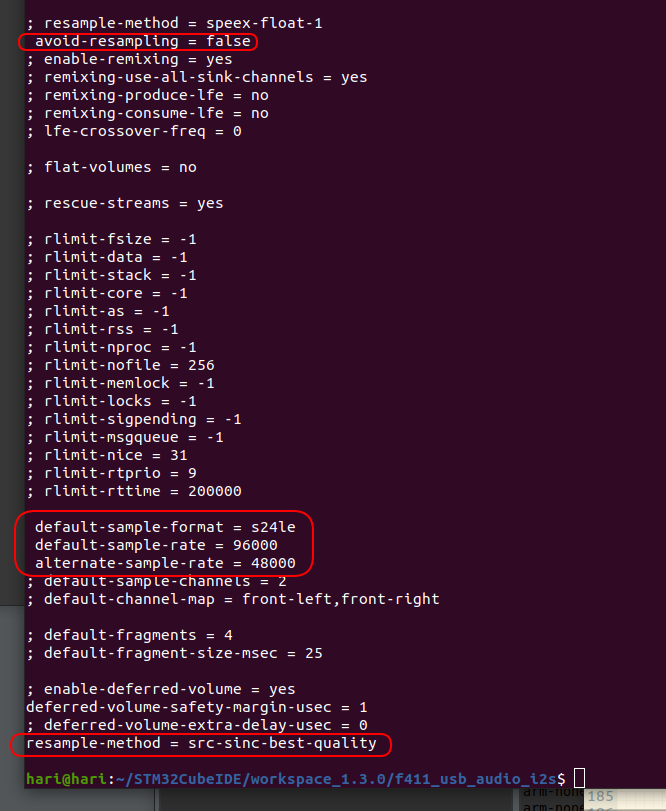 ; resample-method = speex-float-1
avoid-resampling = false
; enable-remixing = yes
; remixing-use-all-sink-channels = yes
; remixing-produce-lfe = no
; remixing-consume-lfe = no
; lfe-crossover-freq = 0
; flat-volumes = no
; rescue-streams = yes
; rlimit-fsize = -1
; rlimit-data = -1
; rlimit-stack = -1
; rlimit-core = -1
; rlimit-as = -1
; rlimit-rss = -1
; rlimit-nproc = -1
; rlimit-nofile = 256
; rlimit-memlock = -1
; rlimit-locks = -1
; rlimit-sigpending = -1
; rlimit-msgqueue = -1
; rlimit-nice = 31
; rlimit-rtprio = 9
; rlimit-rttime = 200000
default-sample-format = s24le
default-sample-rate = 96000
alternate-sample-rate = 48000
; default-sample-channels = 2
; default-channel-map = front-left,front-right
; default-fragments = 4
; default-fragment-size-msec = 25
; enable-deferred-volume = yes
deferred-volume-safety-margin-usec = 1
; deferred-volume-extra-delay-usec = 0
resample-method = src-sinc-best-quality
hari@hari:~/STM32CubeIDE/workspace_1.3.0/f411_usb_audio_i2s$
arm-none 185